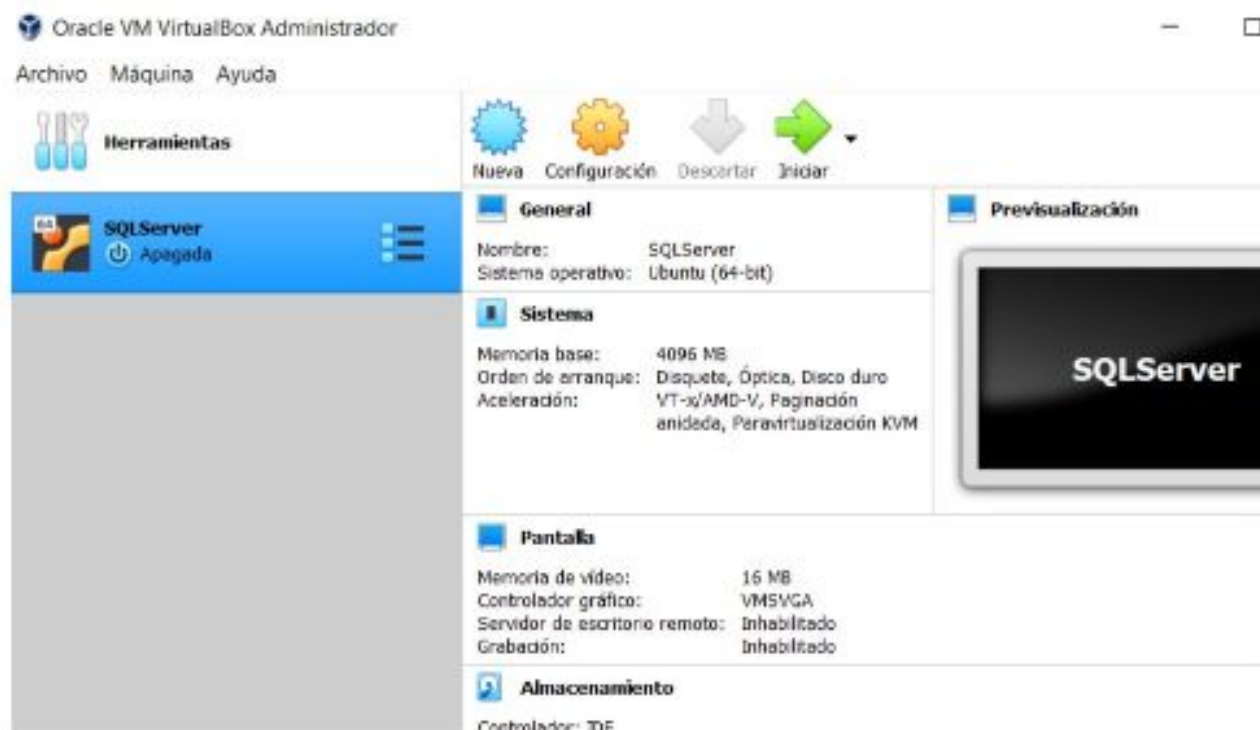 Oracle VM VirtualBox Administrador
Archivo Máquina Ayuda
Herramientas
Nueva Configuración Descartar Iniciar
64
SQLServer
Apagada
General
Nombre: SQLServer
Sistema operativo: Ubuntu (64-bit)
Previsualización
SQLServer
Sistema
Memoria base: 4096 MB
Orden de arranque: Disquete, Óptica, Disco duro
Aceleración: VT-x/AMD-V, Paginación
anidada, Paravirtualización KVM
Pantalla
Memoria de vídeo: 16 MB
Controlador gráfico: VMSVGA
Servidor de escritorio remoto: Inhabilitado
Grabación: Inhabilitado
Almacenamiento
Controlador: IDE